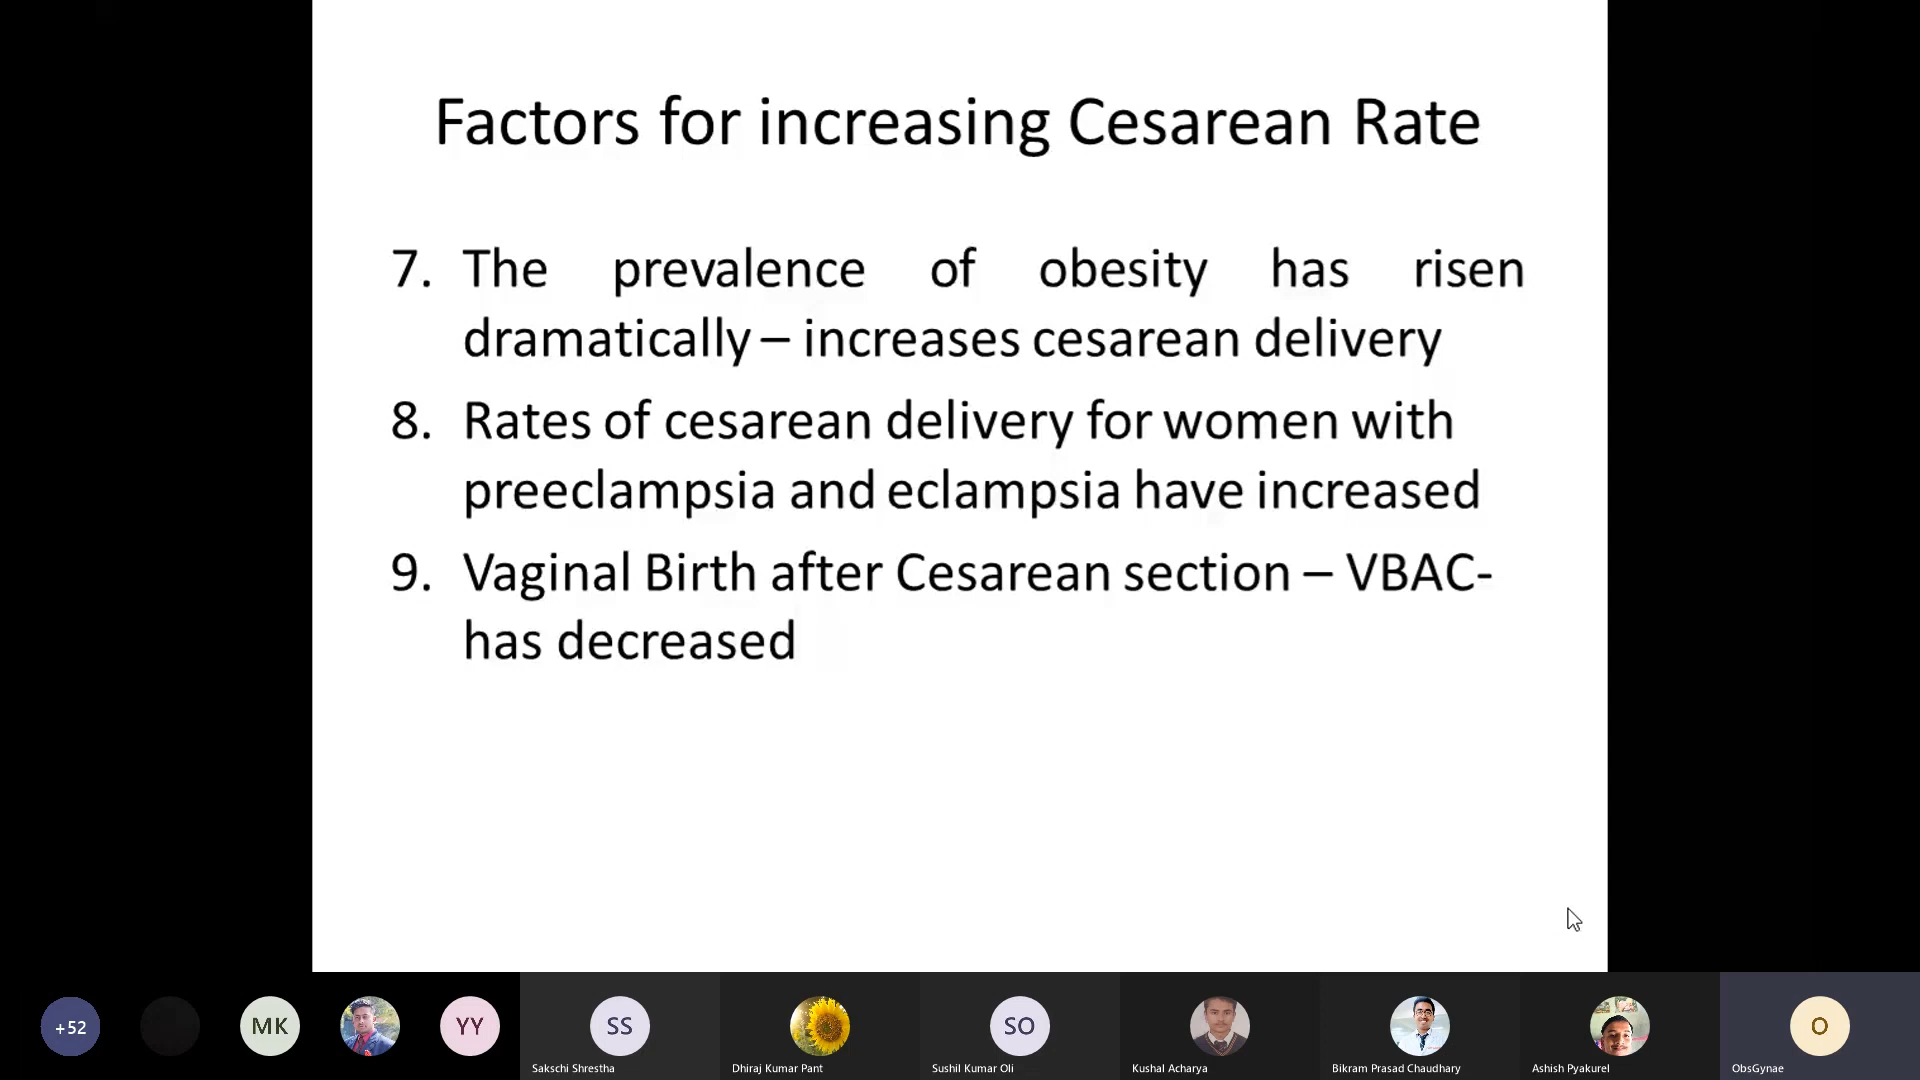 Factors for increasing Cesarean Rate
7. The prevalence of obesity has risen
dramatically – increases cesarean delivery
8. Rates of cesarean delivery for women with
preeclampsia and eclampsia have increased
9. Vaginal Birth after Cesarean section – VBAC-
has decreased
+52
MK
YY
SS
SO
O
Sakschi Shrestha
Dhiraj Kumar Pant
Sushil Kumar Oli
Kushal Acharya
Bikram Prasad Chaudhary
Ashish Pyakurel
ObsGynae